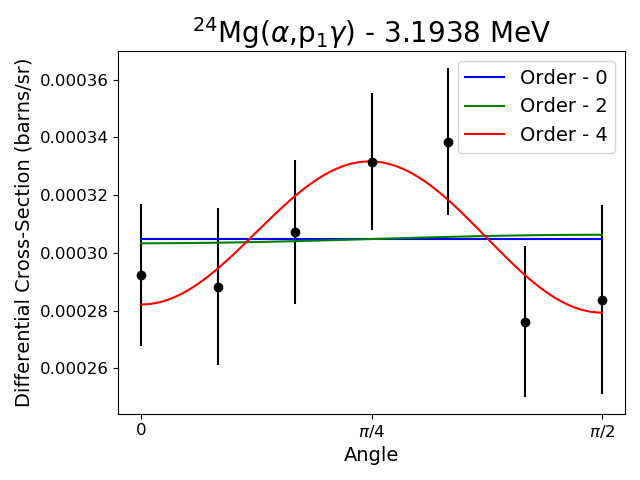 ²⁴Mg(α,p₁γ) - 3.1938 MeV
Differential Cross-Section (barns/sr)
0.00036
0.00034
0.00032
0.00030
0.00028
0.00026
Order - 0
Order - 2
Order - 4
0
π/4
π/2
Angle